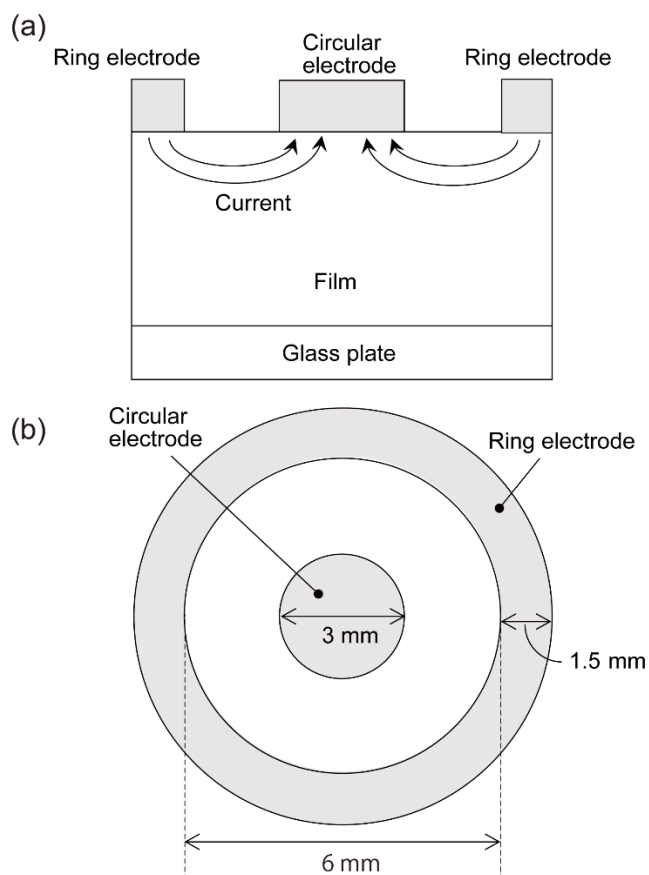 (a)
Ring electrode
Circular
electrode
Ring electrode
Current
Film
Glass plate
(b)
Circular
electrode
Ring electrode
3 mm
1.5 mm
6 mm